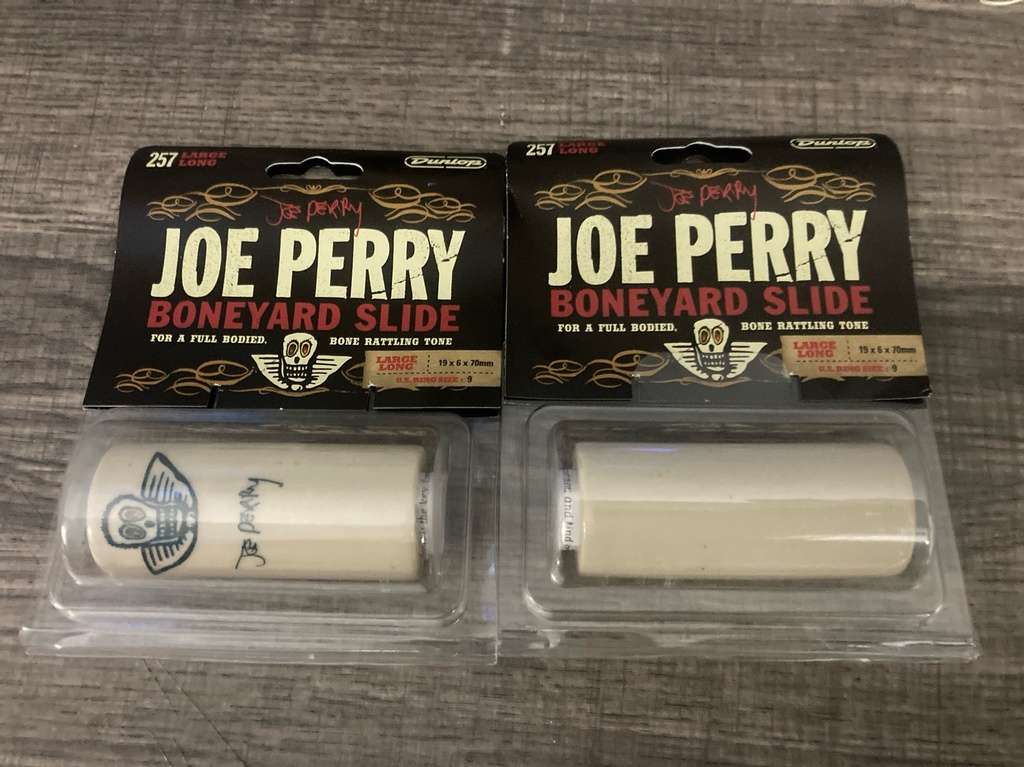 257 LARGE LONG
Dunlop
JOE PERRY
JOE PERRY
BONEYARD SLIDE
FOR A FULL BODIED, BONE RATTLING TONE
LARGE LONG
19 x 6 x 70mm
U.S. RING SIZE : 9
JOE PERRY
257 LARGE LONG
Dunlop
JOE PERRY
JOE PERRY
BONEYARD SLIDE
FOR A FULL BODIED, BONE RATTLING TONE
LARGE LONG
19 x 6 x 70mm
U.S. RING SIZE : 9
and